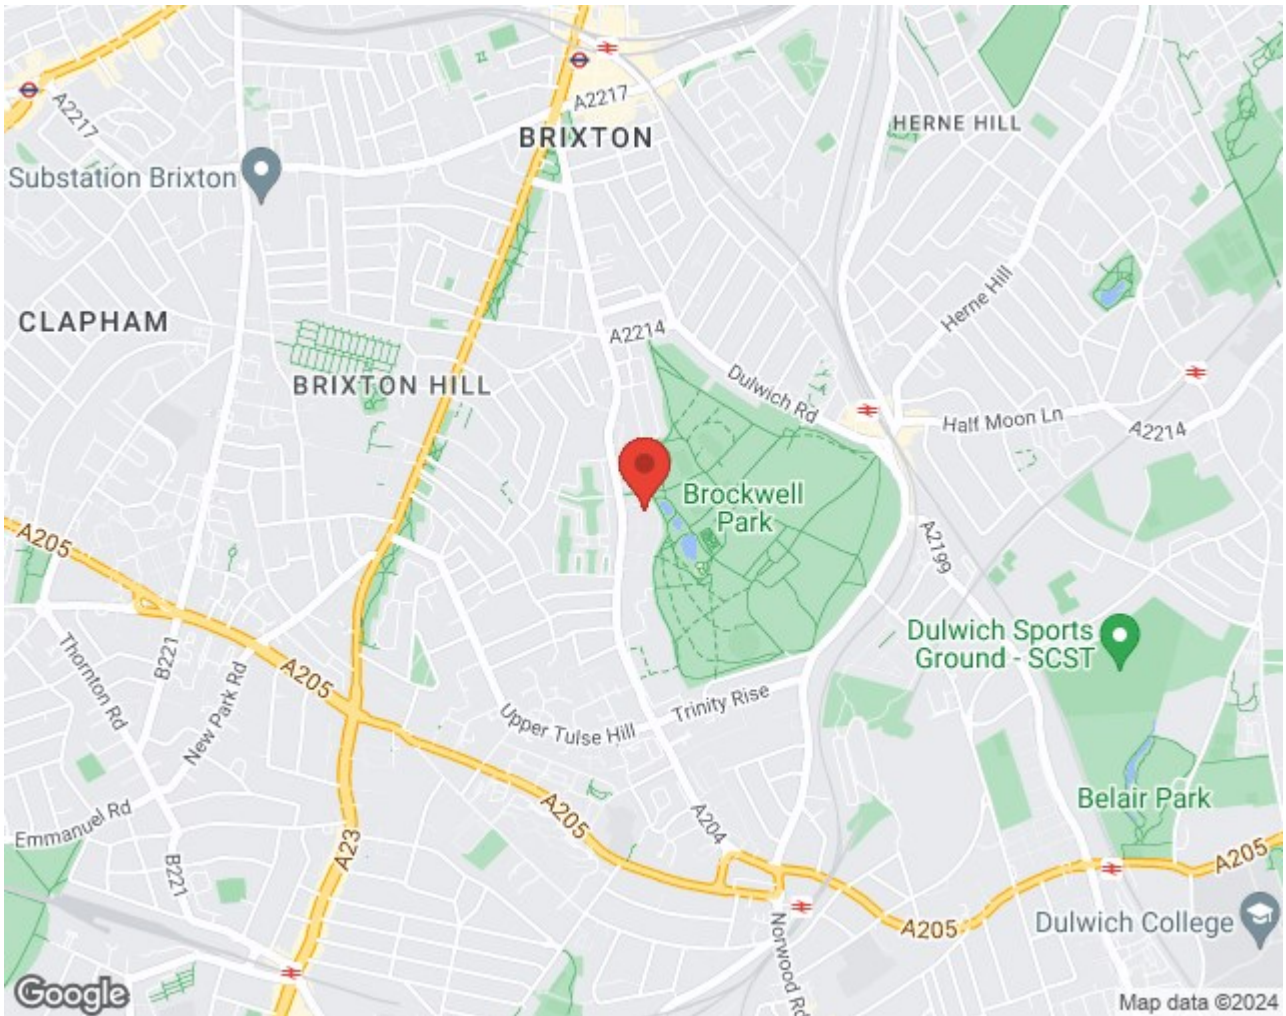 A2217
BRIXTON
HERNE HILL
A2217
Substation Brixton
Herne Hill
CLAPHAM
A2214
BRIXTON HILL
Dulwich Rd
Half Moon Ln
A2214
Brockwell
Park
A205
A2199
Dulwich Sports
Ground - SCST
Thornton Rd
B221
New Park Rd
A205
Upper Tulse Hill
Trinity Rise
Belair Park
Emmanuel Rd
A23
A205
A204
B221
A205
A205
Dulwich College
Norwood Rd
Google
Map data ©2024